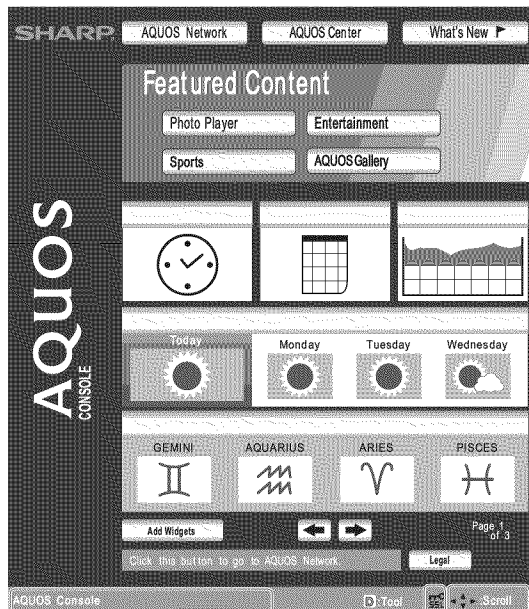 SHARP
AQUOS Network
AQUOS Center
What's New
Featured Content
Photo Player
Entertainment
Sports
AQUOS Gallery
AQUOS
CONSOLE
Today
Monday
Tuesday
Wednesday
GEMINI
AQUARIUS
ARIES
PISCES
Add Widgets
Page 1
of 3
Click this button to go to AQUOS Network
Legal
AQUOS Console
D:Tool
Scroll